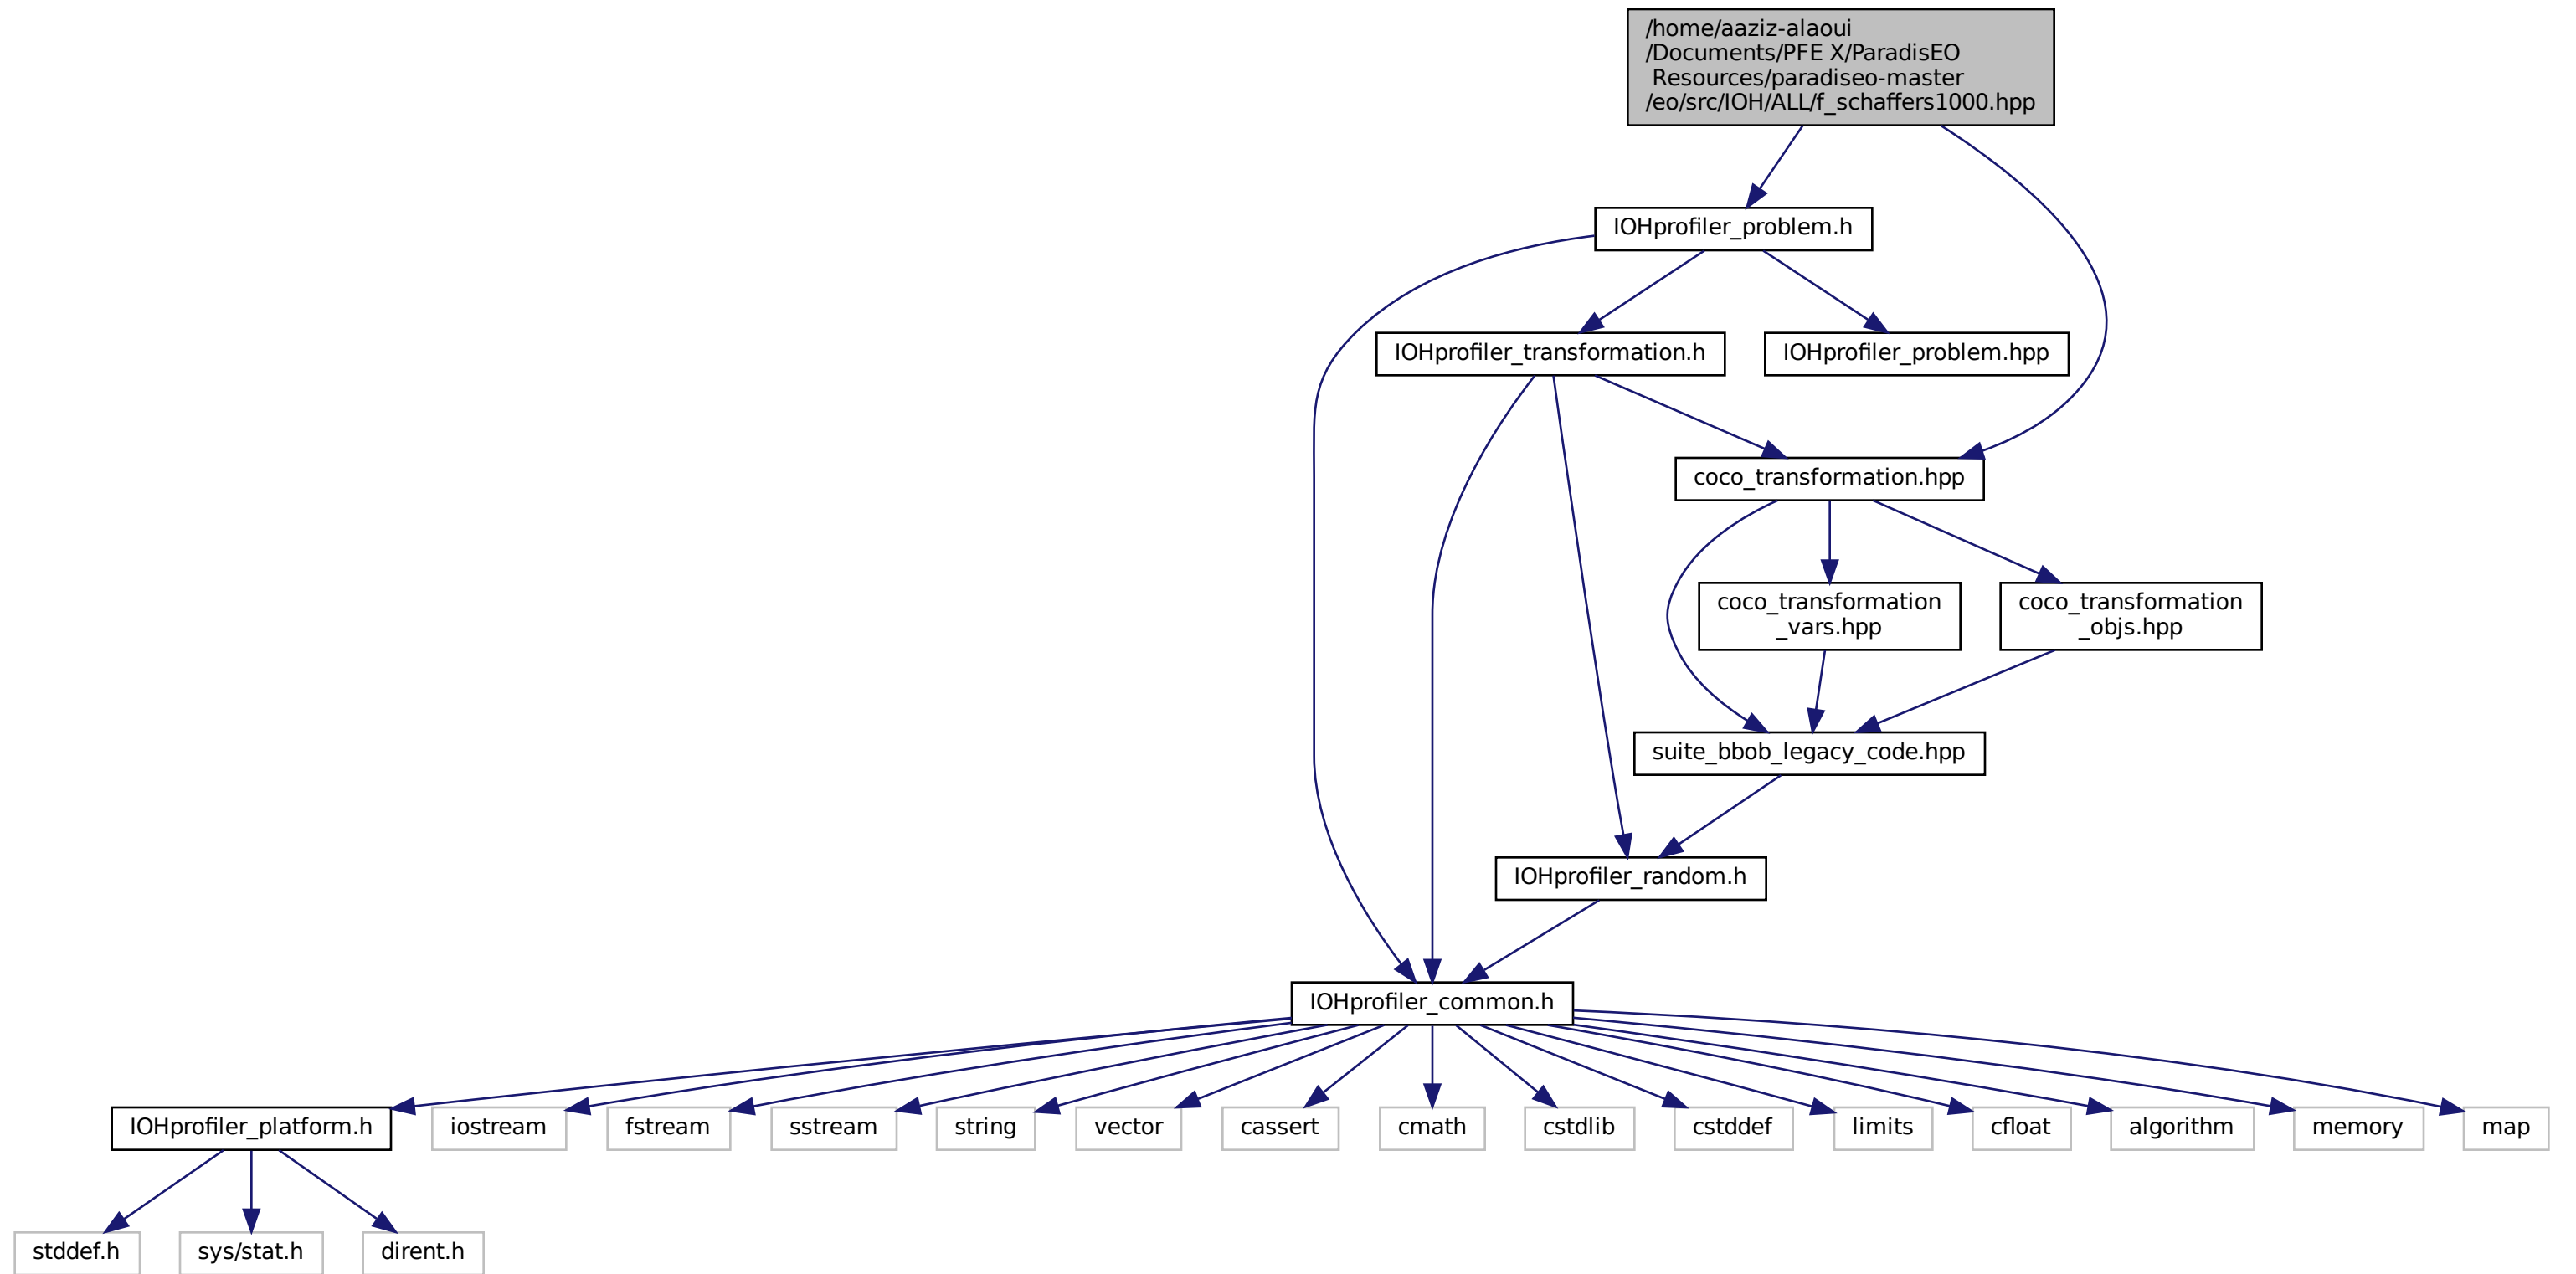 /home/aaziz-alaoui
/Documents/PFE X/ParadisEO
Resources/paradiseo-master
/eo/src/IOH/ALL/f_schaffers1000.hpp
IOHprofiler_problem.h
IOHprofiler_transformation.h
IOHprofiler_problem.hpp
coco_transformation.hpp
coco_transformation
_vars.hpp
coco_transformation
_objs.hpp
suite_bbob_legacy_code.hpp
IOHprofiler_random.h
IOHprofiler_common.h
IOHprofiler_platform.h
iostream
fstream
sstream
string
vector
cassert
cmath
cstdlib
cstddef
limits
cfloat
algorithm
memory
map
stddef.h
sys/stat.h
dirent.h